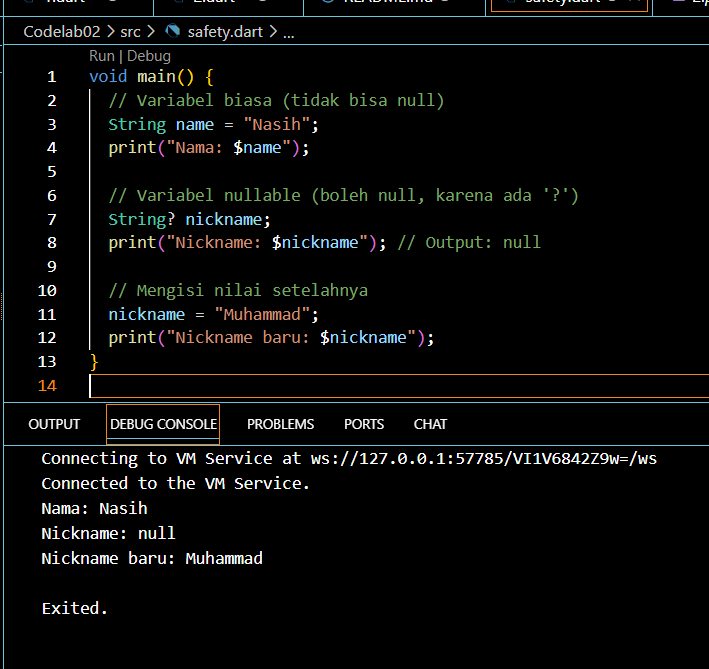 README.md
safety.dart
Codelab02 > src > safety.dart > ...
Run | Debug
1 void main() {
2 // Variabel biasa (tidak bisa null)
3 String name = "Nasih";
4 print("Nama: $name");
5
6 // Variabel nullable (boleh null, karena ada '?')
7 String? nickname;
8 print("Nickname: $nickname"); // Output: null
9
10 // Mengisi nilai setelahnya
11 nickname = "Muhammad";
12 print("Nickname baru: $nickname");
13 }
14
OUTPUT DEBUG CONSOLE PROBLEMS PORTS CHAT
Connecting to VM Service at ws://127.0.0.1:57785/VI1V6842Z9w=/ws
Connected to the VM Service.
Nama: Nasih
Nickname: null
Nickname baru: Muhammad
Exited.